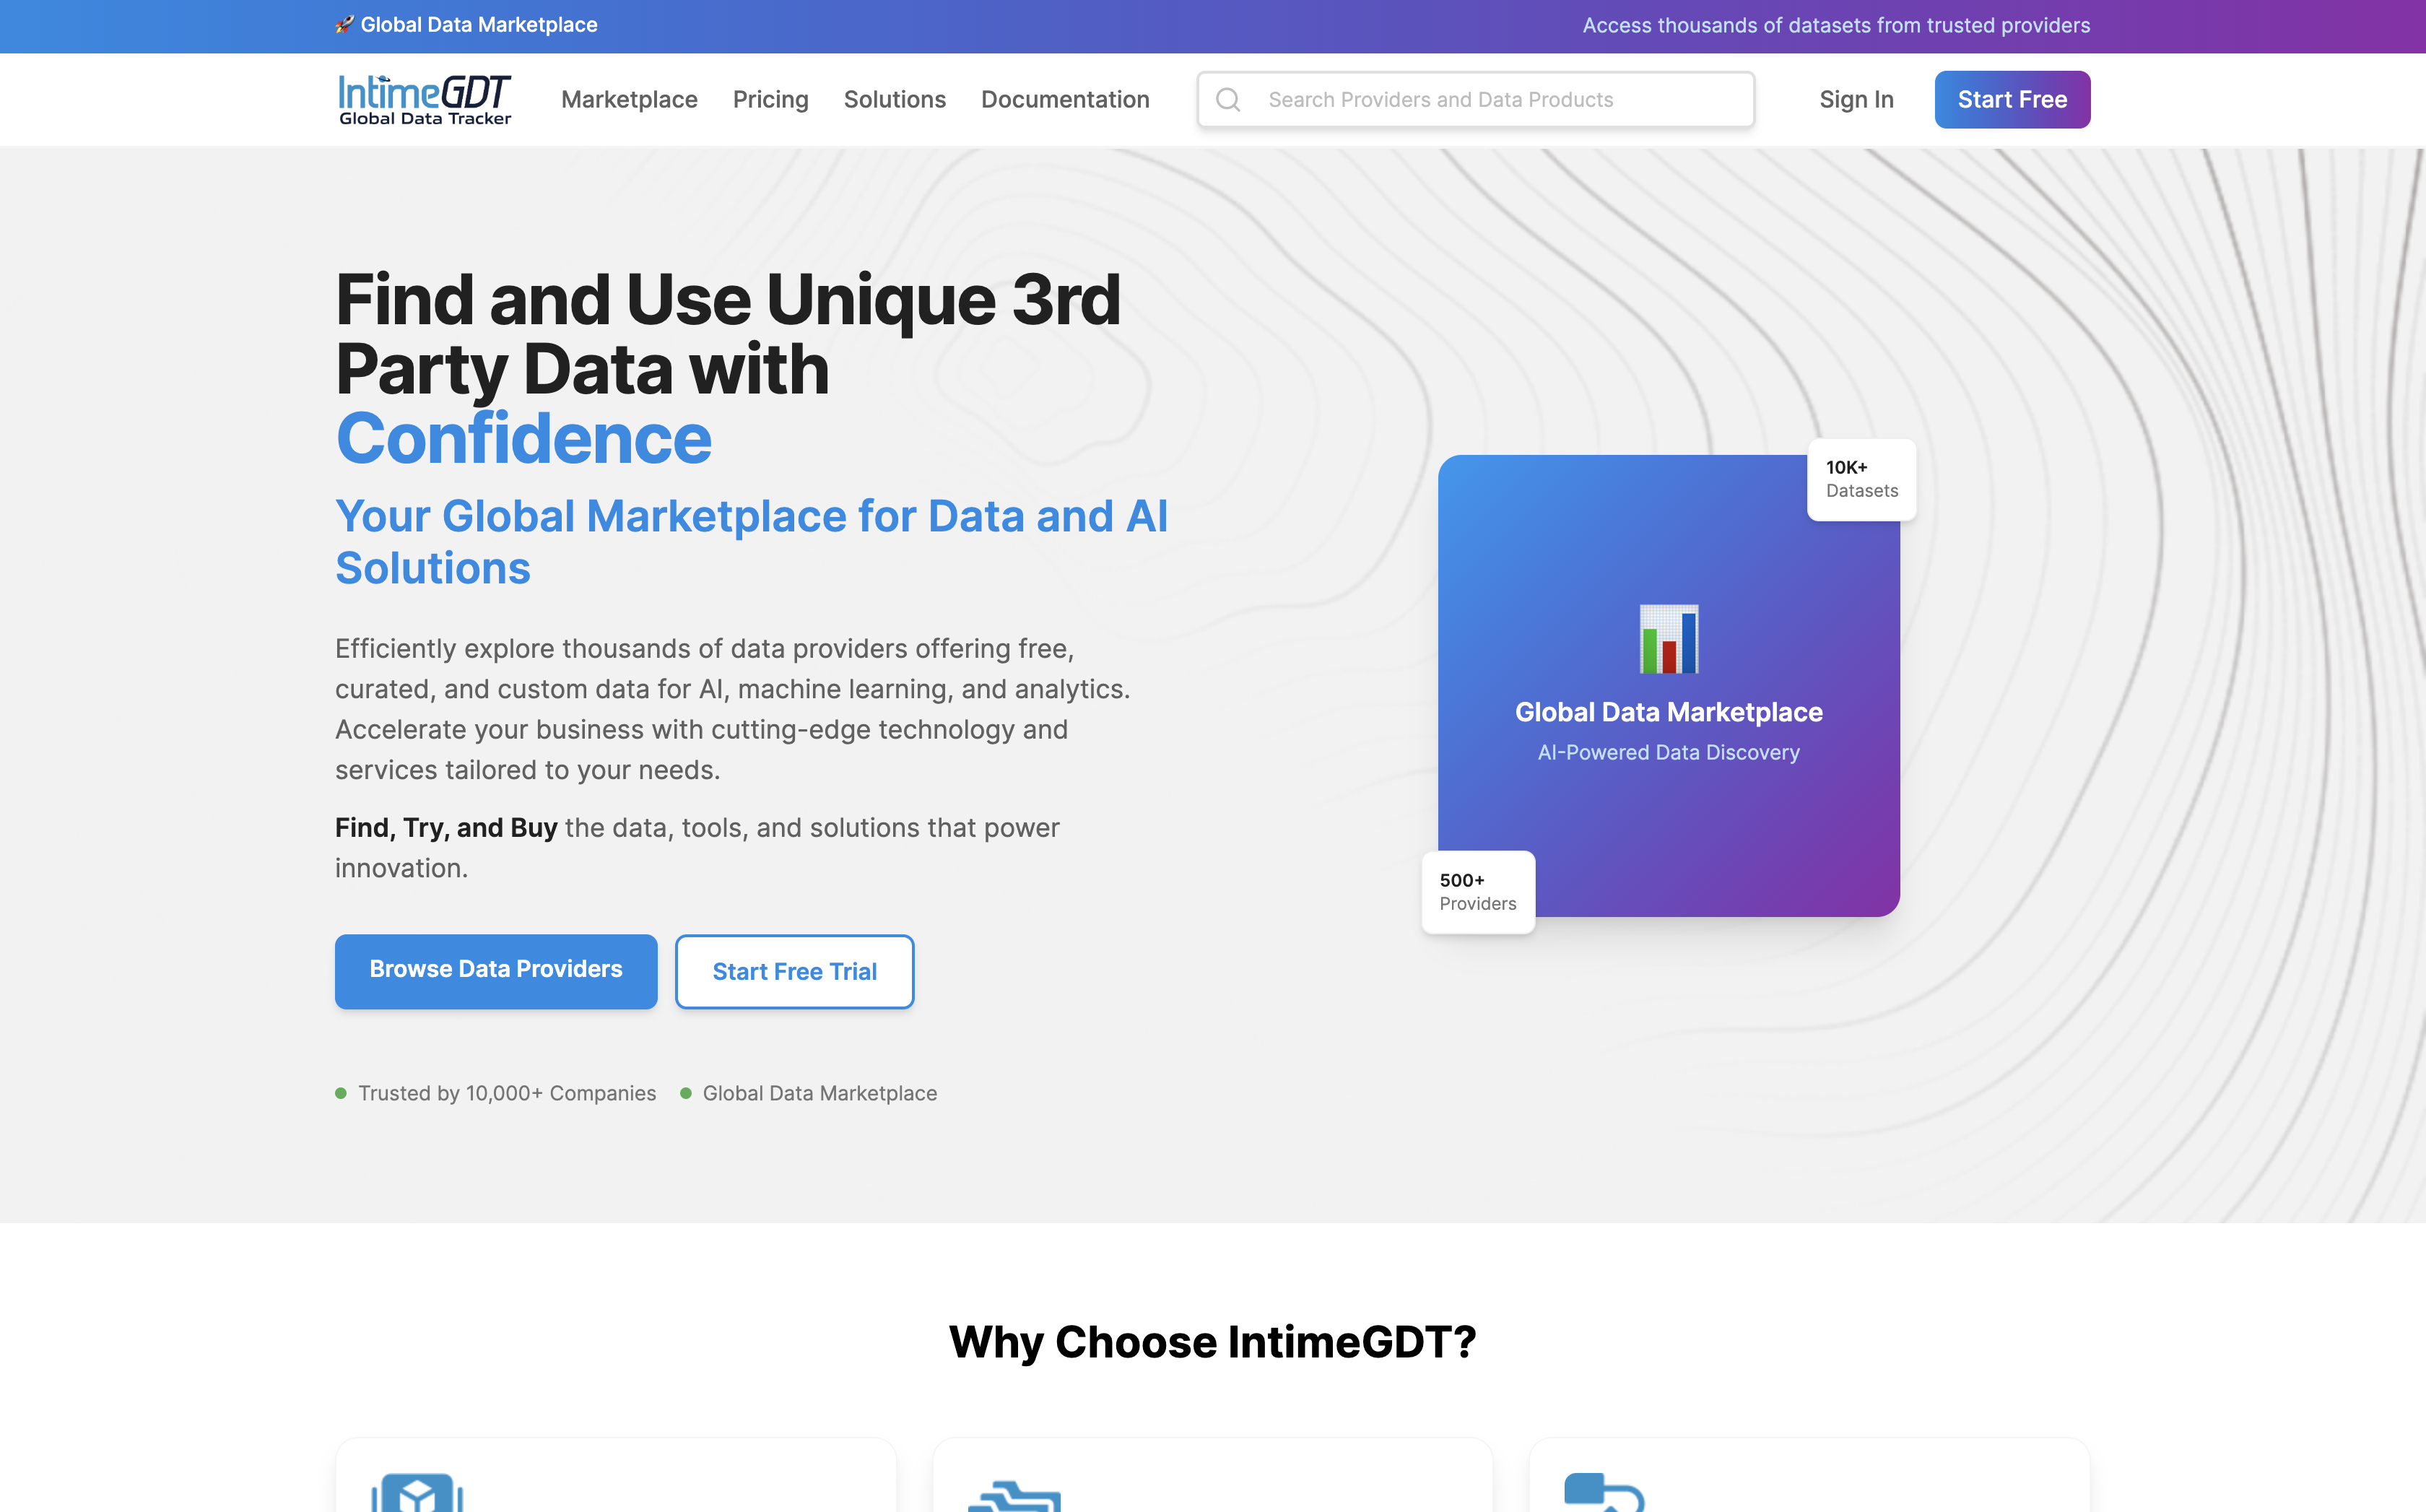 🚀 Global Data Marketplace
Access thousands of datasets from trusted providers
IntimeGDT
Global Data Tracker
Marketplace
Pricing
Solutions
Documentation
Search Providers and Data Products
Sign In
Start Free
Find and Use Unique 3rd
Party Data with
Confidence
Your Global Marketplace for Data and AI
Solutions
Efficiently explore thousands of data providers offering free,
curated, and custom data for AI, machine learning, and analytics.
Accelerate your business with cutting-edge technology and
services tailored to your needs.
Find, Try, and Buy the data, tools, and solutions that power
innovation.
Browse Data Providers
Start Free Trial
Trusted by 10,000+ Companies
Global Data Marketplace
10K+
Datasets
Global Data Marketplace
AI-Powered Data Discovery
500+
Providers
Why Choose IntimeGDT?